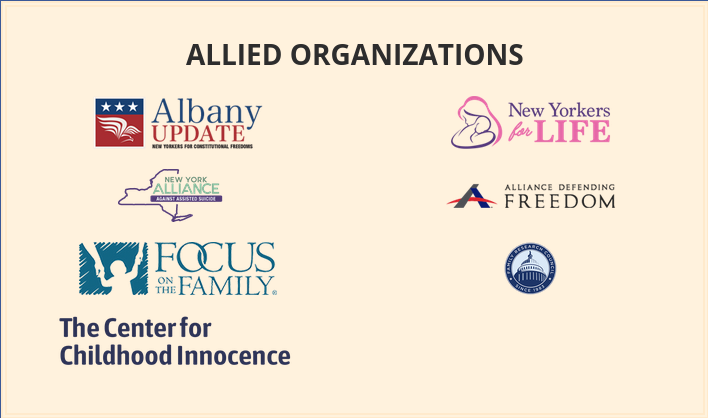 ALLIED ORGANIZATIONS
Albany
UPDATE
NEW YORKERS FOR CONSTITUTIONAL FREEDOMS
New Yorkers
for LIFE
NEW YORK
ALLIANCE
AGAINST ASSISTED SUICIDE
ALLIANCE DEFENDING
FREEDOM
FOCUS
ON THE FAMILY®
FAMILY RESEARCH COUNCIL
SINCE 1983
The Center for
Childhood Innocence